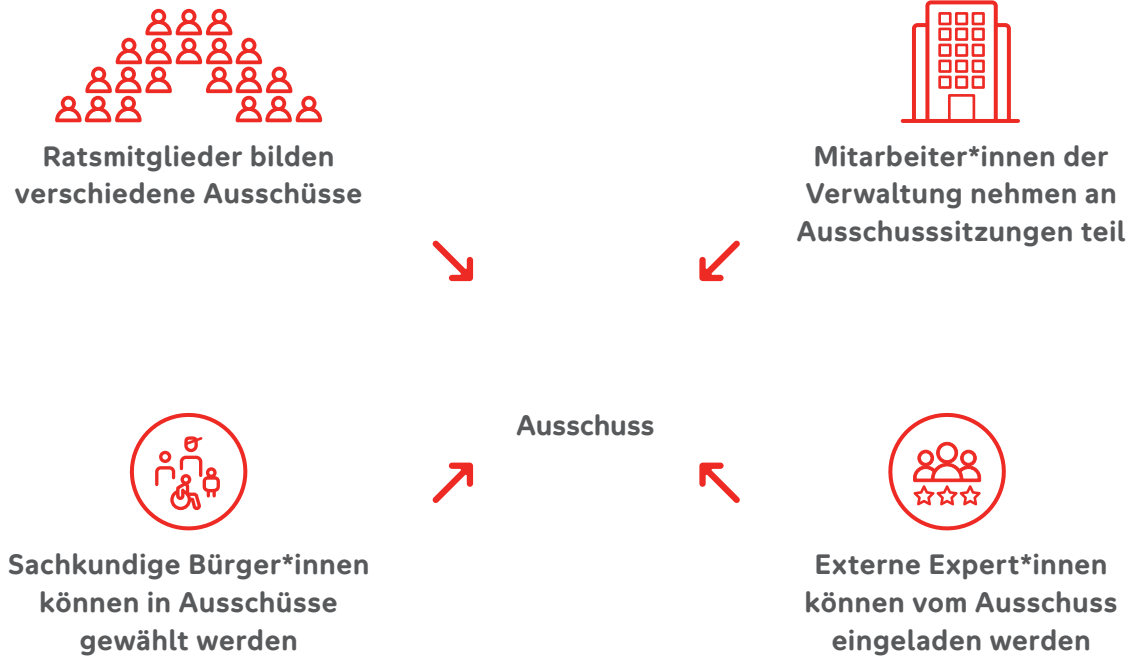 Ratsmitglieder bilden
verschiedene Ausschüsse
Mitarbeiter*innen der
Verwaltung nehmen an
Ausschusssitzungen teil
Ausschuss
Sachkundige Bürger*innen
können in Ausschüsse
gewählt werden
Externe Expert*innen
können vom Ausschuss
eingeladen werden